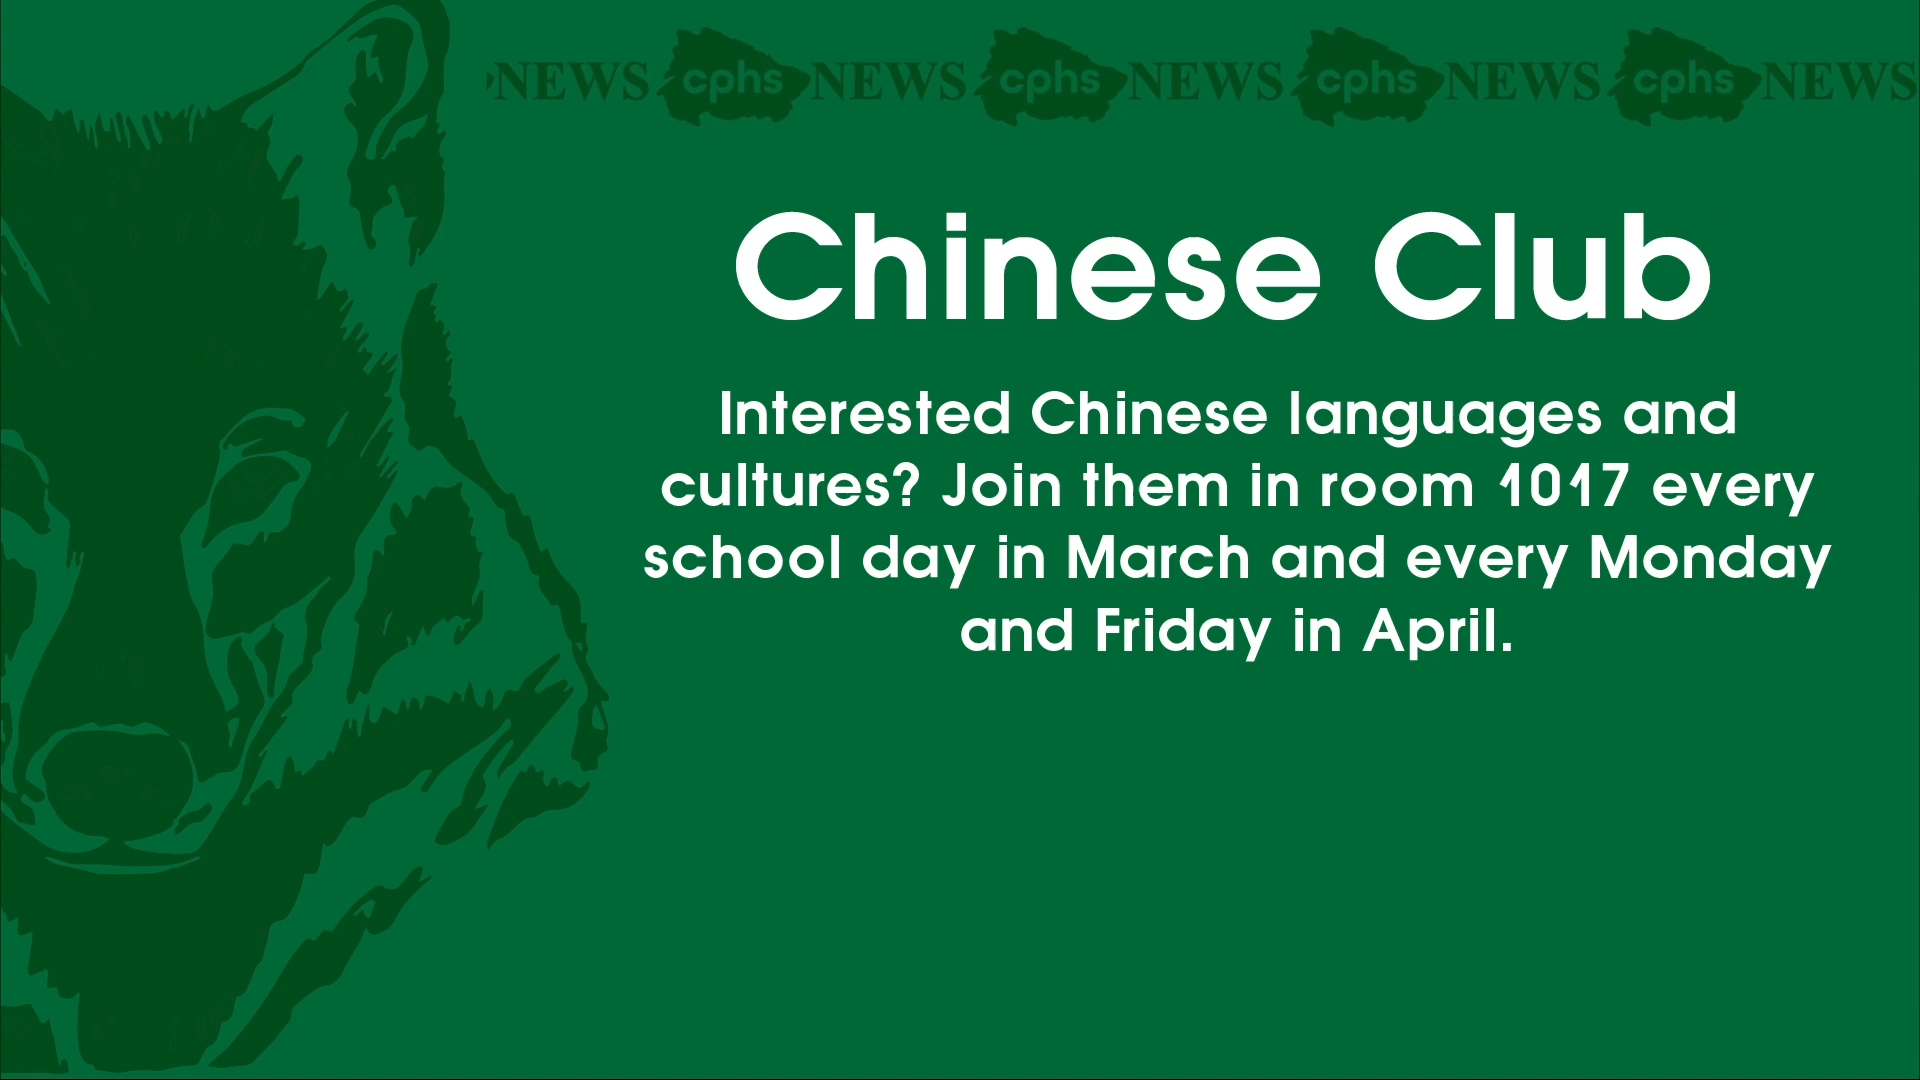 NEWS cphs NEWS cphs NEWS cphs NEWS cphs NEWS
Chinese Club
Interested Chinese languages and
cultures? Join them in room 1017 every
school day in March and every Monday
and Friday in April.